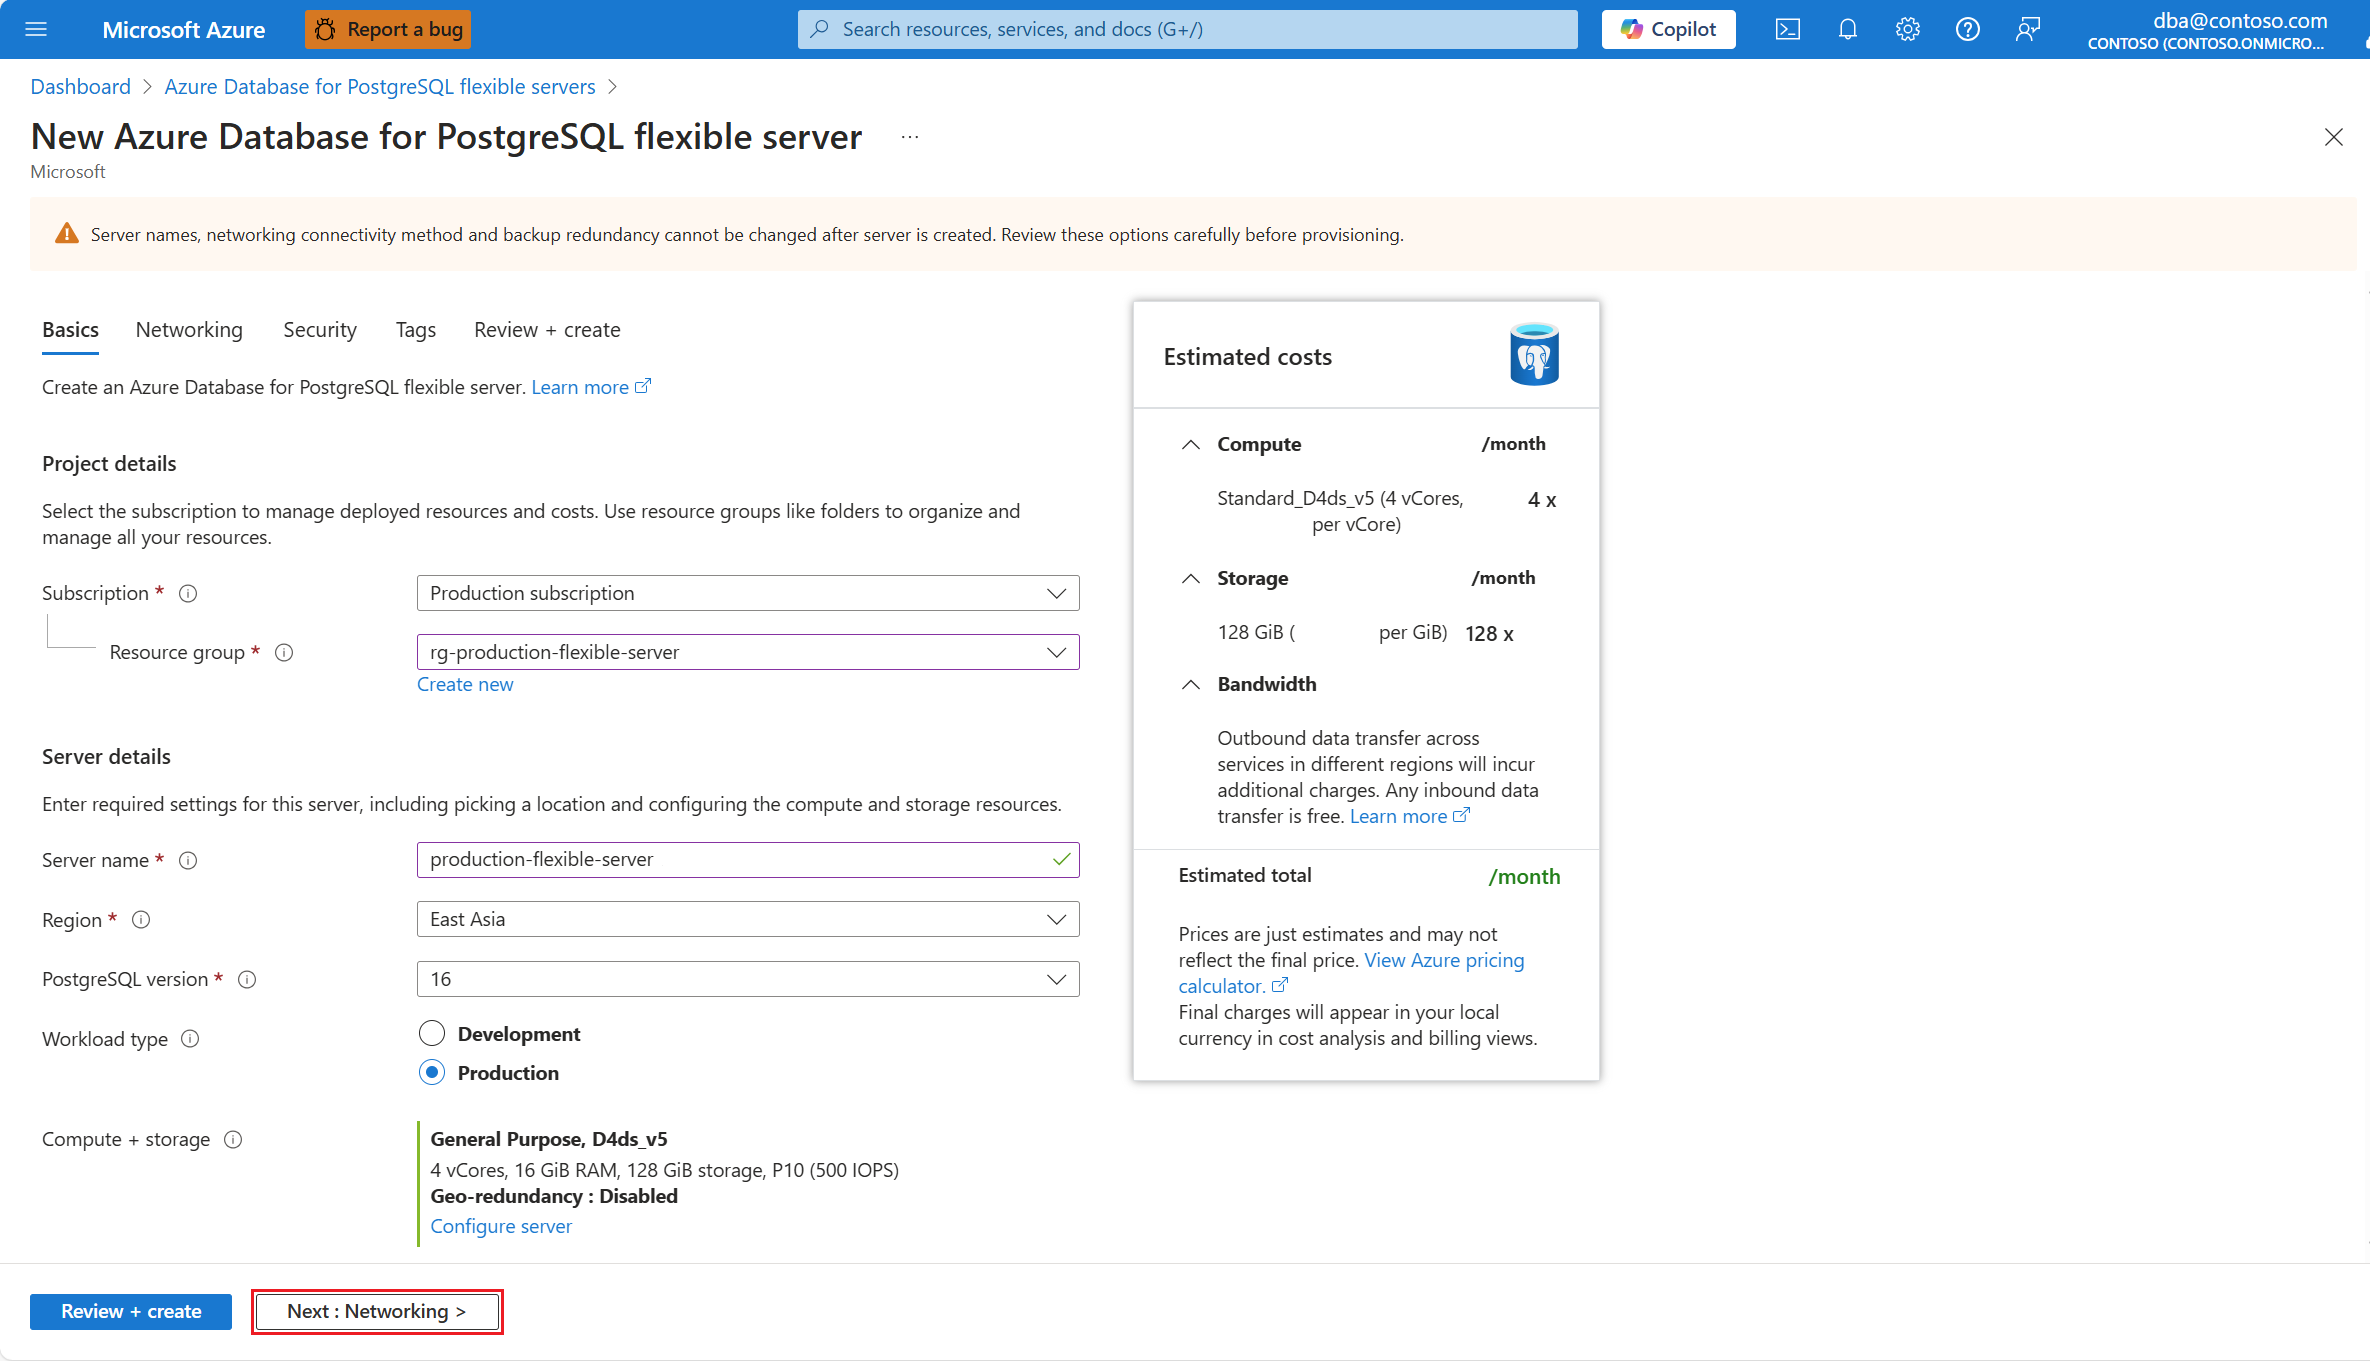 Microsoft Azure
Report a bug
Search resources, services, and docs (G+/)
Copilot
dba@contoso.com
CONTOSO (CONTOSO.ONMICRO...
Dashboard > Azure Database for PostgreSQL flexible servers >
New Azure Database for PostgreSQL flexible server ...
Microsoft
Server names, networking connectivity method and backup redundancy cannot be changed after server is created. Review these options carefully before provisioning.
Basics Networking Security Tags Review + create
Create an Azure Database for PostgreSQL flexible server. Learn more
Project details
Select the subscription to manage deployed resources and costs. Use resource groups like folders to organize and
manage all your resources.
Subscription *
Production subscription
Resource group *
rg-production-flexible-server
Create new
Server details
Enter required settings for this server, including picking a location and configuring the compute and storage resources.
Server name *
production-flexible-server
Region *
East Asia
PostgreSQL version *
16
Workload type
Development
Production
Compute + storage
General Purpose, D4ds_v5
4 vCores, 16 GiB RAM, 128 GiB storage, P10 (500 IOPS)
Geo-redundancy : Disabled
Configure server
Estimated costs
Compute /month
Standard_D4ds_v5 (4 vCores, 4 x
per vCore)
Storage /month
128 GiB ( per GiB) 128 x
Bandwidth
Outbound data transfer across
services in different regions will incur
additional charges. Any inbound data
transfer is free. Learn more
Estimated total /month
Prices are just estimates and may not
reflect the final price. View Azure pricing
calculator.
Final charges will appear in your local
currency in cost analysis and billing views.
Review + create
Next : Networking >